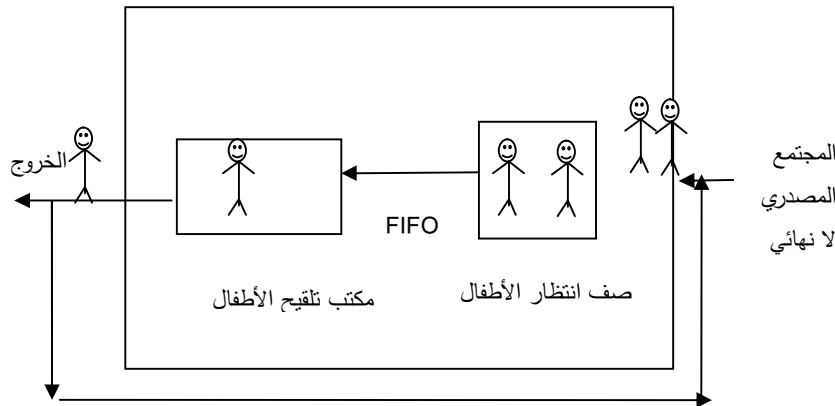 المجتمع
المصدري
لا نهائي
الخروج
FIFO
صف انتظار الأطفال
مكتب تلقيح الأطفال